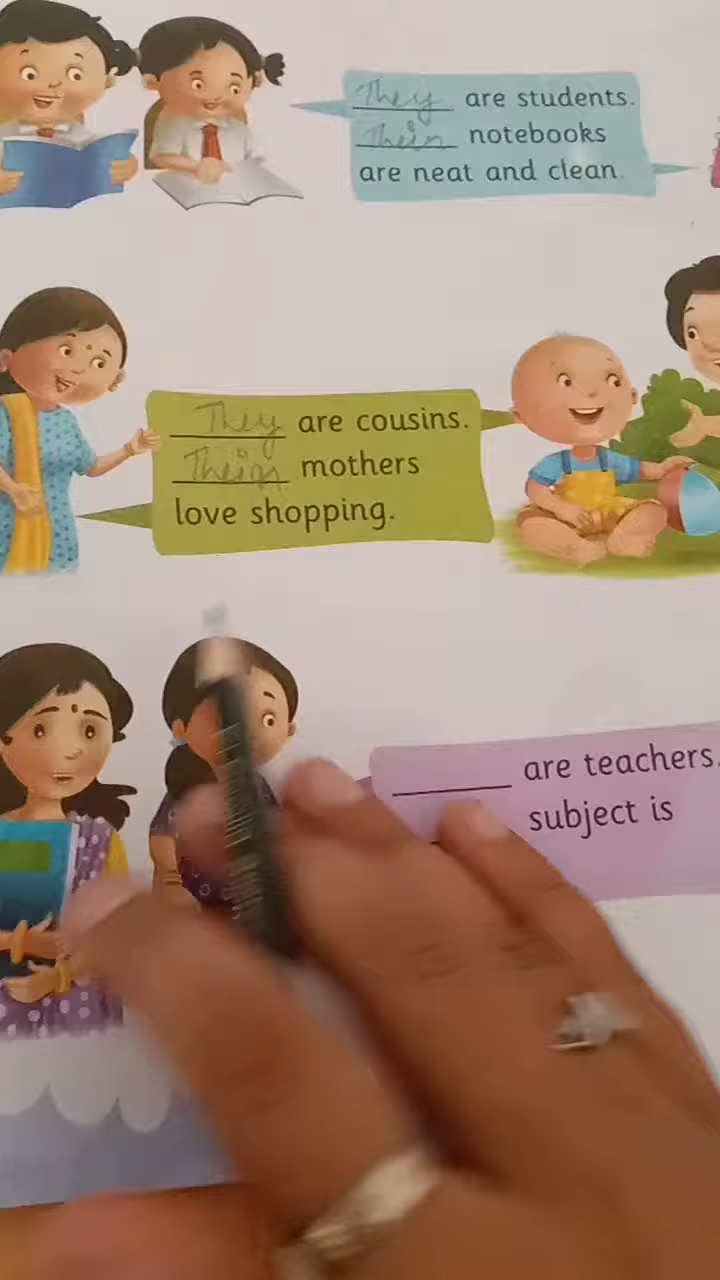 They are students.
Their notebooks
are neat and clean.
They are cousins.
Their mothers
love shopping.
______ are teachers.
subject is